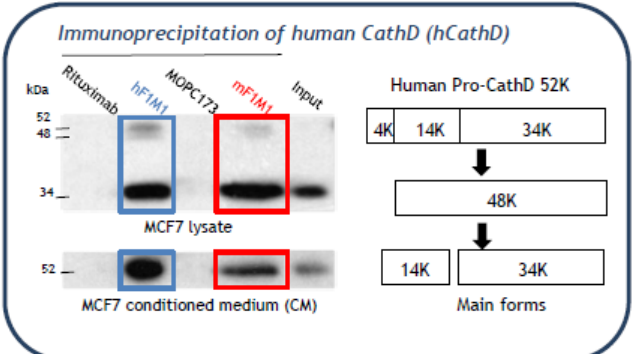 Immunoprecipitation of human CathD (hCathD)
Rituximab
hF1M1
MOPC173
mF1M1
Input
kDa
52
48
34
MCF7 lysate
52
MCF7 conditioned medium (CM)
Human Pro-CathD 52K
4K 14K 34K
48K
14K 34K
Main forms